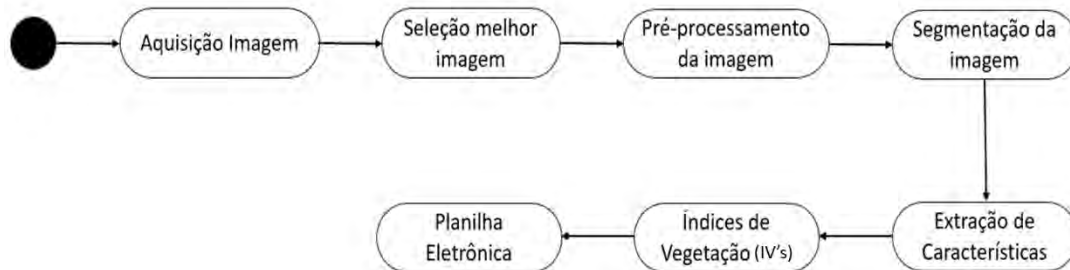 Aquisição Imagem
Seleção melhor
imagem
Pré-processamento
da imagem
Segmentação da
imagem
Extração de
Características
Índices de
Vegetação (IV's)
Planilha
Eletrônica